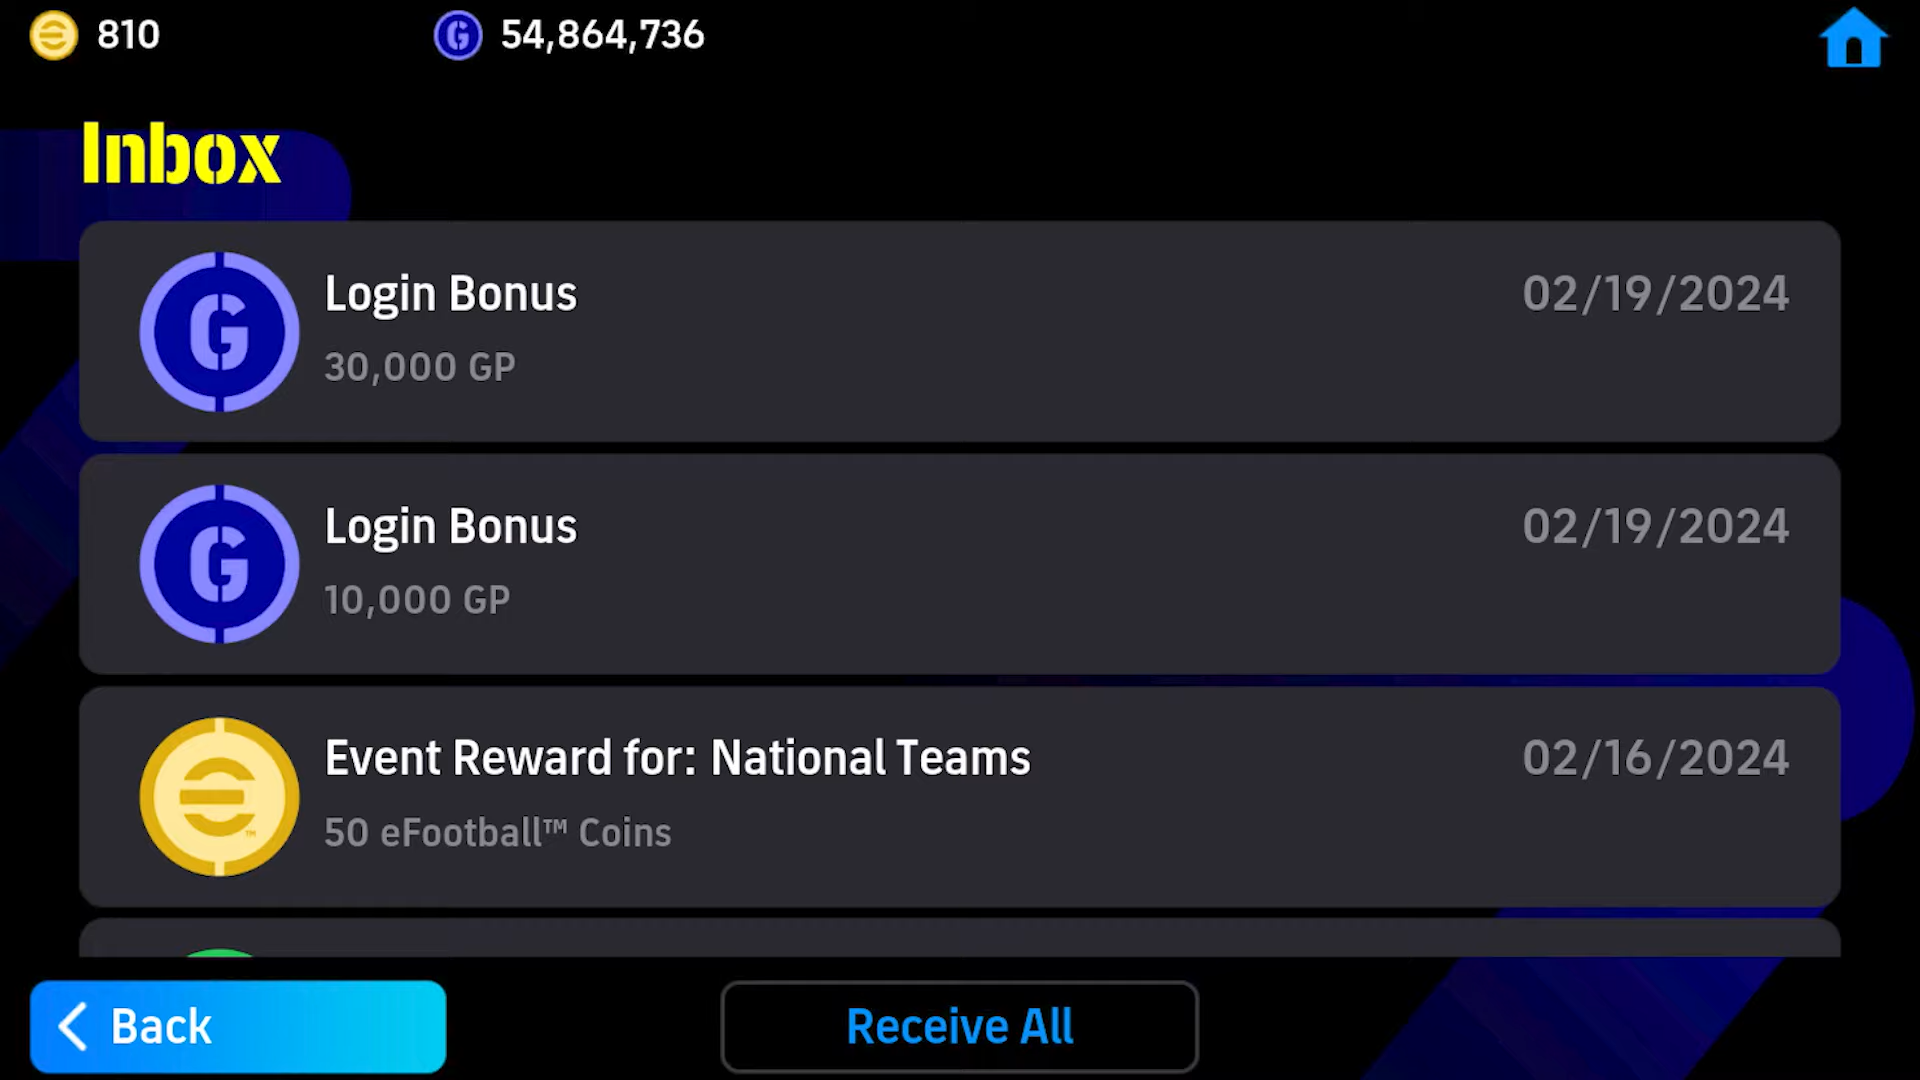 810
G 54,864,736
Inbox
G
Login Bonus
02/19/2024
30,000 GP
G
Login Bonus
02/19/2024
10,000 GP
Event Reward for: National Teams
02/16/2024
50 eFootball™ Coins
Back
Receive All